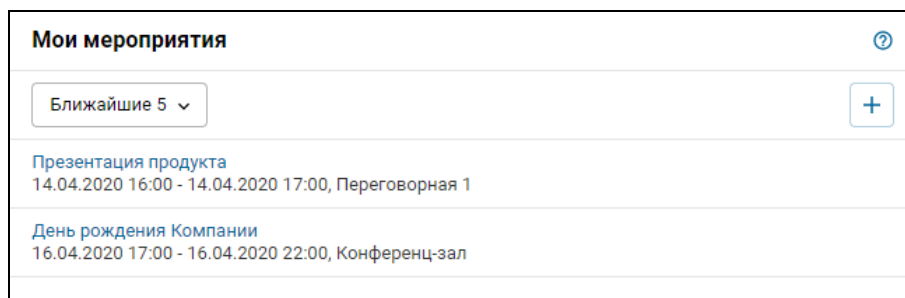 Мои мероприятия
Ближайшие 5
Презентация продукта
14.04.2020 16:00 - 14.04.2020 17:00, Переговорная 1
День рождения Компании
16.04.2020 17:00 - 16.04.2020 22:00, Конференц-зал